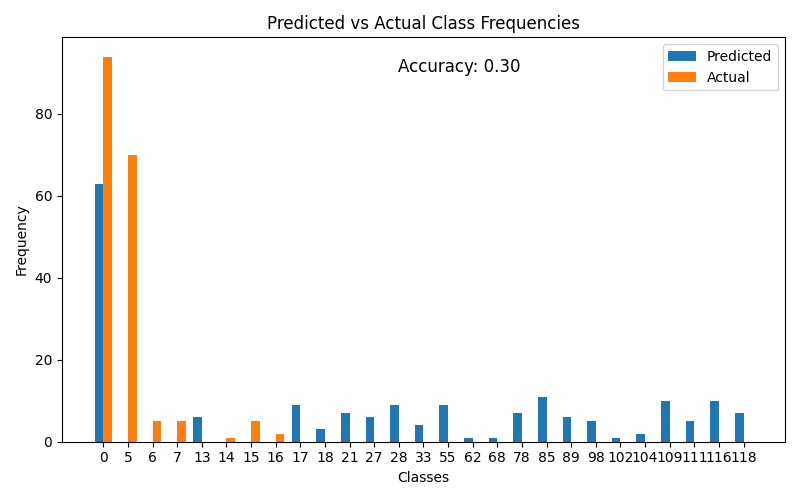 Predicted vs Actual Class Frequencies
Accuracy: 0.30
Predicted
Actual
Frequency
80
60
40
20
0
0 5 6 7 13 14 15 16 17 18 21 27 28 33 55 62 68 78 85 89 98 102 104 109 111 116 118
Classes